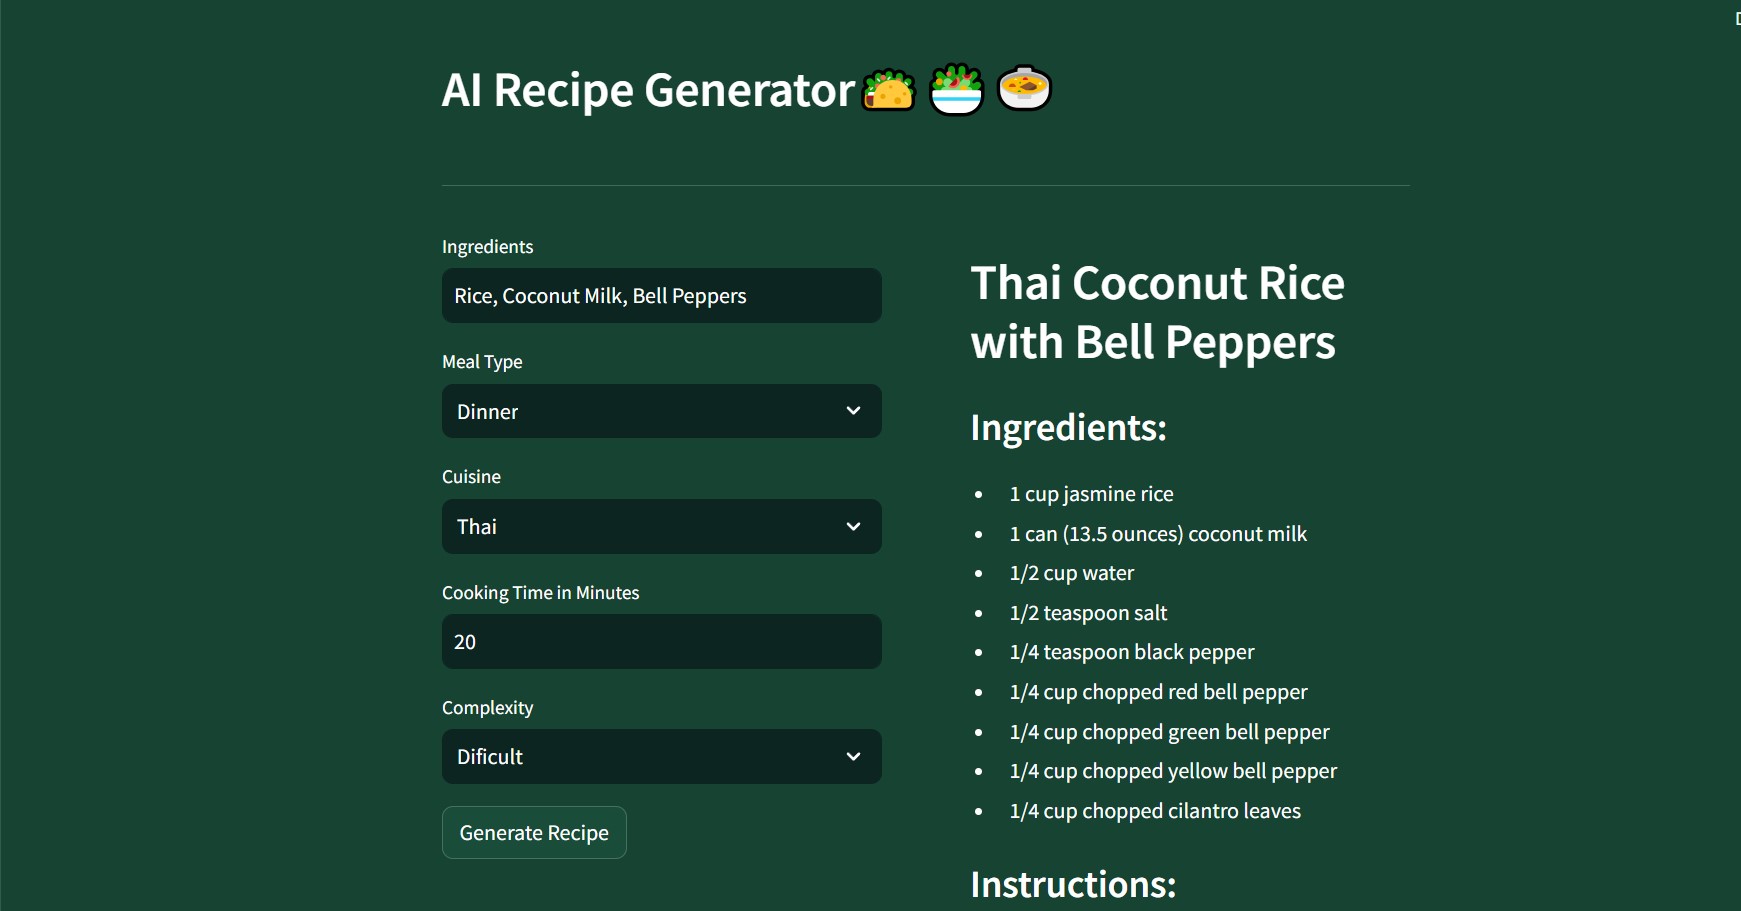 AI Recipe Generator
Ingredients
Rice, Coconut Milk, Bell Peppers
Meal Type
Dinner
Cuisine
Thai
Cooking Time in Minutes
20
Complexity
Dificult
Generate Recipe
Thai Coconut Rice
with Bell Peppers
Ingredients:
1 cup jasmine rice
1 can (13.5 ounces) coconut milk
1/2 cup water
1/2 teaspoon salt
1/4 teaspoon black pepper
1/4 cup chopped red bell pepper
1/4 cup chopped green bell pepper
1/4 cup chopped yellow bell pepper
1/4 cup chopped cilantro leaves
Instructions: